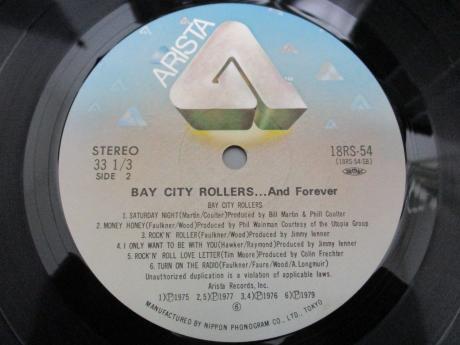 ARISTA
STEREO
33 1/3
SIDE 2
18RS-54
(18RS-54-SB)
BAY CITY ROLLERS...And Forever
BAY CITY ROLLERS
1. SATURDAY NIGHT(Martin/Coulter)Produced by Bill Martin & Phill Coulter
2. MONEY HONEY(Faulkner/Wood)Produced by Phil Wainman Courtesy of the Utopia Group
3. ROCK'N' ROLLER(Faulkner/Wood)Produced by Jimmy Ienner
4. I ONLY WANT TO BE WITH YOU(Hawker/Raymond)Produced by Jimmy Ienner
5. ROCK'N' ROLL LOVE LETTER(Tim Moore)Produced by Colin Frechter
6. TURN ON THE RADIO(Faulkner/Faure/Wood/A.Longmuir)
Unauthorized duplication is a violation of applicable laws.
Arista Records, Inc.
1)Ⓟ1975 2,5)Ⓟ1977 3,4)Ⓟ1976 6)Ⓟ1979
MANUFACTURED BY NIPPON PHONOGRAM CO., LTD., TOKYO